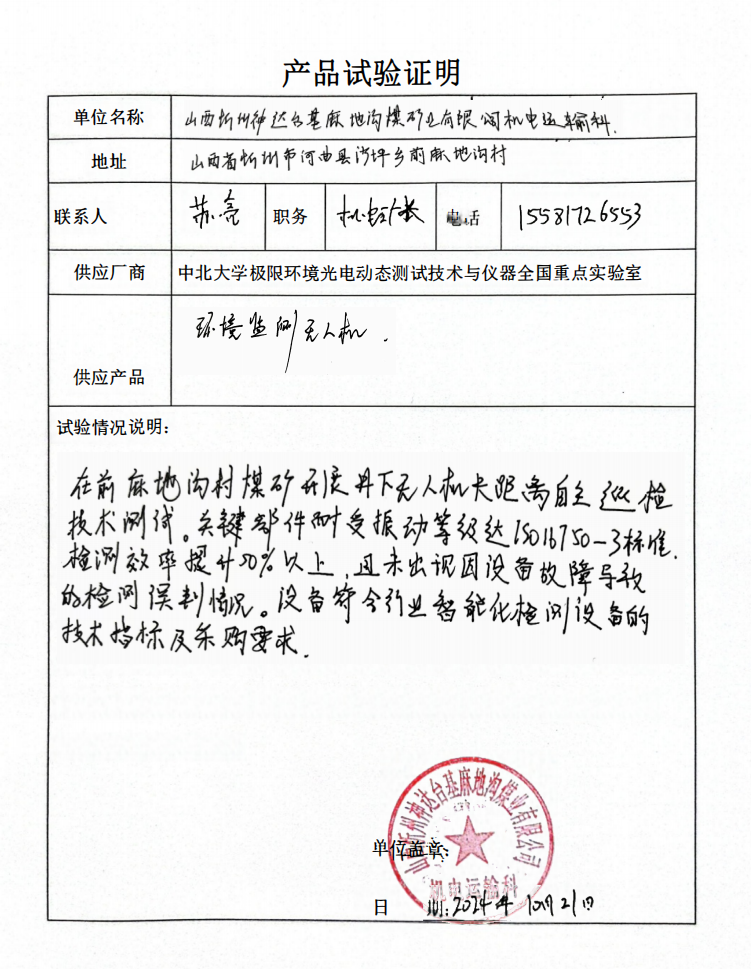 产品试验证明
单位名称 山西忻州神达台基麻地沟煤矿业有限公司机电运输科.
地址 山西省忻州市河曲县沙坪乡前麻地沟村
联系人 苏亮 职务 机电科长 电话 15581726553
供应厂商 中北大学极限环境光电动态测试技术与仪器全国重点实验室
环境监测无人机.
供应产品
试验情况说明:
在前麻地沟村煤矿开展井下无人机长距离自主巡检
技术测试。关键部件耐受振动等级达ISO16750-3标准.
检测效率提升50%以上,且未出现因设备故障导致
的检测误判情况。设备符合行业智能化检测设备的
技术指标及采购要求.
山西忻州神达台基麻地沟煤业有限公司
单位盖章:
机电运输科
日 期:2024年10月21日